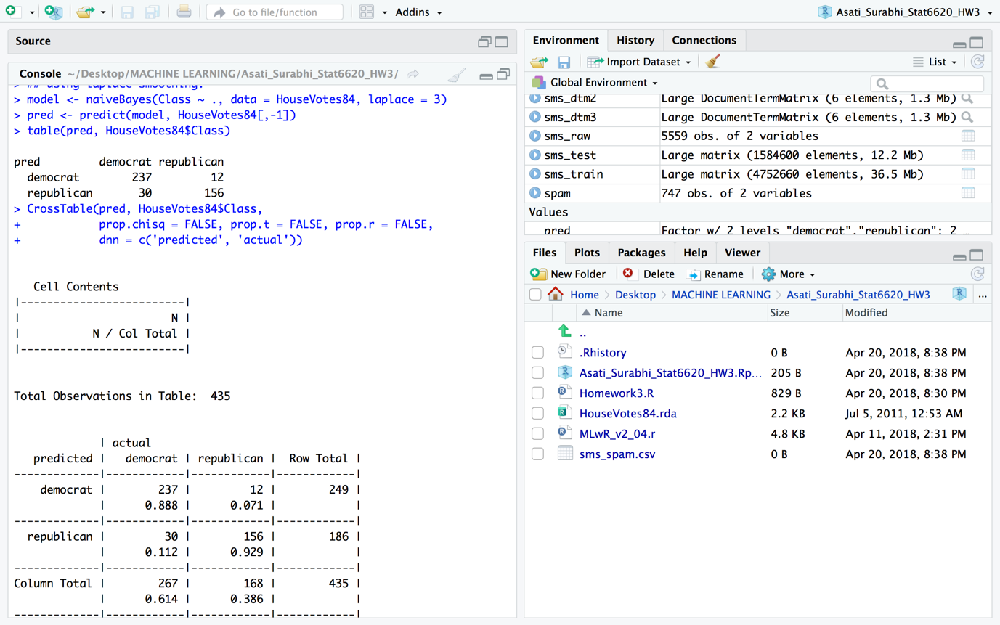 Go to file/function
Addins
Asati_Surabhi_Stat6620_HW3
Source
Console ~/Desktop/MACHINE LEARNING/Asati_Surabhi_Stat6620_HW3/
> ## using laplace smoothing:
> model <- naiveBayes(Class ~ ., data = HouseVotes84, laplace = 3)
> pred <- predict(model, HouseVotes84[,-1])
> table(pred, HouseVotes84$Class)
pred         democrat republican
  democrat        237         12
  republican       30        156
> CrossTable(pred, HouseVotes84$Class,
+            prop.chisq = FALSE, prop.t = FALSE, prop.r = FALSE,
+            dnn = c('predicted', 'actual'))
   Cell Contents
|-------------------------|
|                       N |
|           N / Col Total |
|-------------------------|
Total Observations in Table:  435
             | actual
   predicted |   democrat | republican |  Row Total |
-------------|------------|------------|------------|
    democrat |        237 |         12 |        249 |
             |      0.888 |      0.071 |            |
-------------|------------|------------|------------|
  republican |         30 |        156 |        186 |
             |      0.112 |      0.929 |            |
-------------|------------|------------|------------|
Column Total |        267 |        168 |        435 |
             |      0.614 |      0.386 |            |
-------------|------------|------------|------------|
Environment History Connections
Import Dataset List
Global Environment
sms_dtm2 Large DocumentTermMatrix (6 elements, 1.3 Mb)
sms_dtm3 Large DocumentTermMatrix (6 elements, 1.3 Mb)
sms_raw 5559 obs. of 2 variables
sms_test Large matrix (1584600 elements, 12.2 Mb)
sms_train Large matrix (4752660 elements, 36.5 Mb)
spam 747 obs. of 2 variables
Values
pred Factor w/ 2 levels "democrat","republican": 2 …
Files Plots Packages Help Viewer
New Folder Delete Rename More
Home > Desktop > MACHINE LEARNING > Asati_Surabhi_Stat6620_HW3 R ...
Name Size Modified
..
.Rhistory 0 B Apr 20, 2018, 8:38 PM
Asati_Surabhi_Stat6620_HW3.Rp... 205 B Apr 20, 2018, 8:38 PM
Homework3.R 829 B Apr 20, 2018, 8:30 PM
HouseVotes84.rda 2.2 KB Jul 5, 2011, 12:53 AM
MLwR_v2_04.r 4.8 KB Apr 11, 2018, 2:31 PM
sms_spam.csv 0 B Apr 20, 2018, 8:38 PM